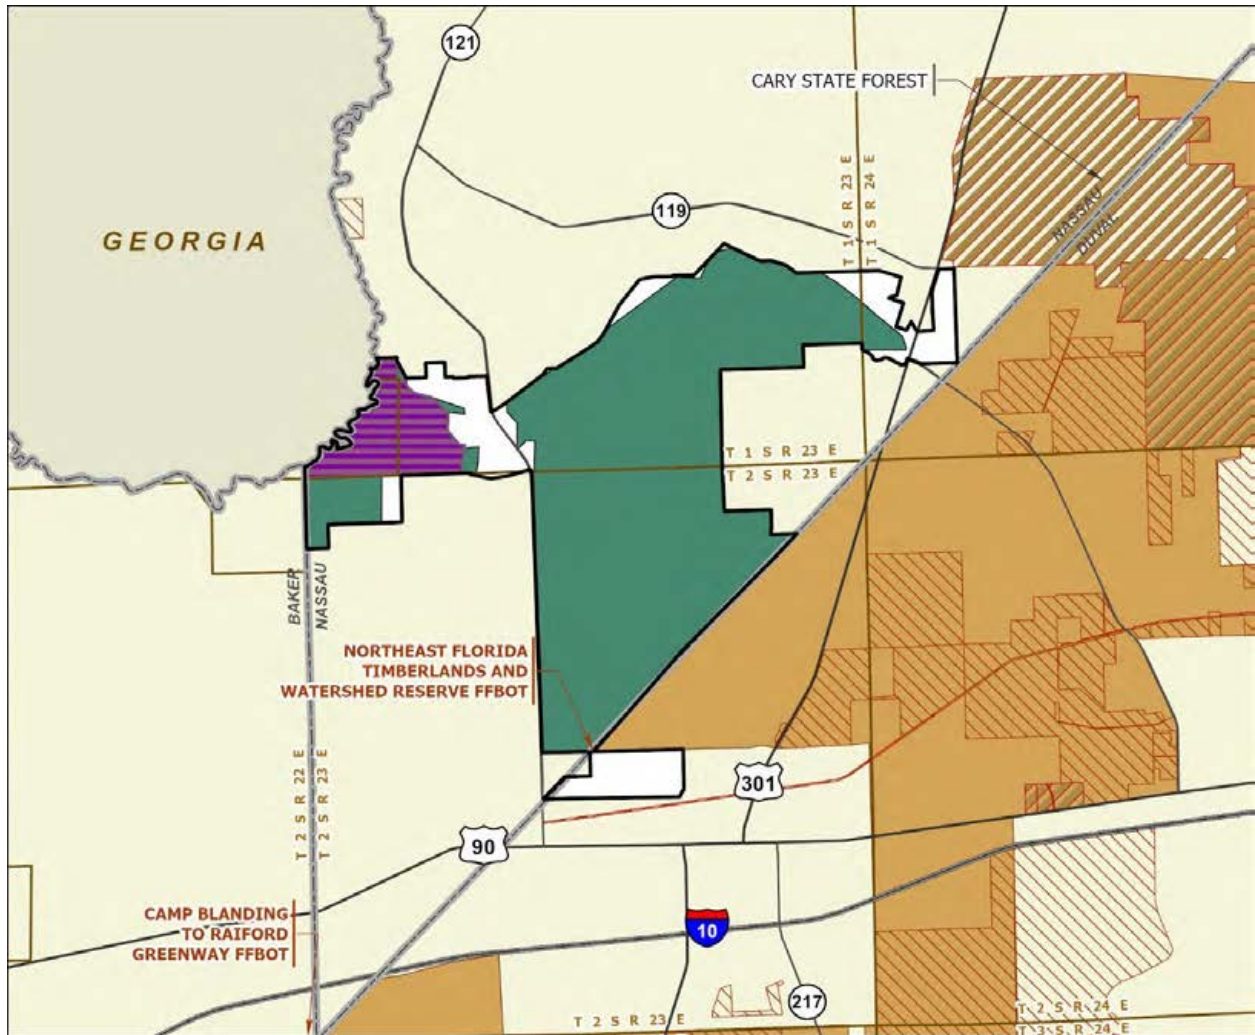 121
CARY STATE FOREST
T 1 S R 23 E
T 1 S R 24 E
119
NASSAU
DUVAL
GEORGIA
T 1 S R 23 E
T 2 S R 23 E
BAKER
NASSAU
NORTHEAST FLORIDA
TIMBERLANDS AND
WATERSHED RESERVE FFBOT
T 2 S R 22 E
T 2 S R 23 E
301
90
CAMP BLANDING
TO RAIFORD
GREENWAY FFBOT
10
217
T 2 S R 23 E
T 2 S R 24 E
T 3 S R 24 E